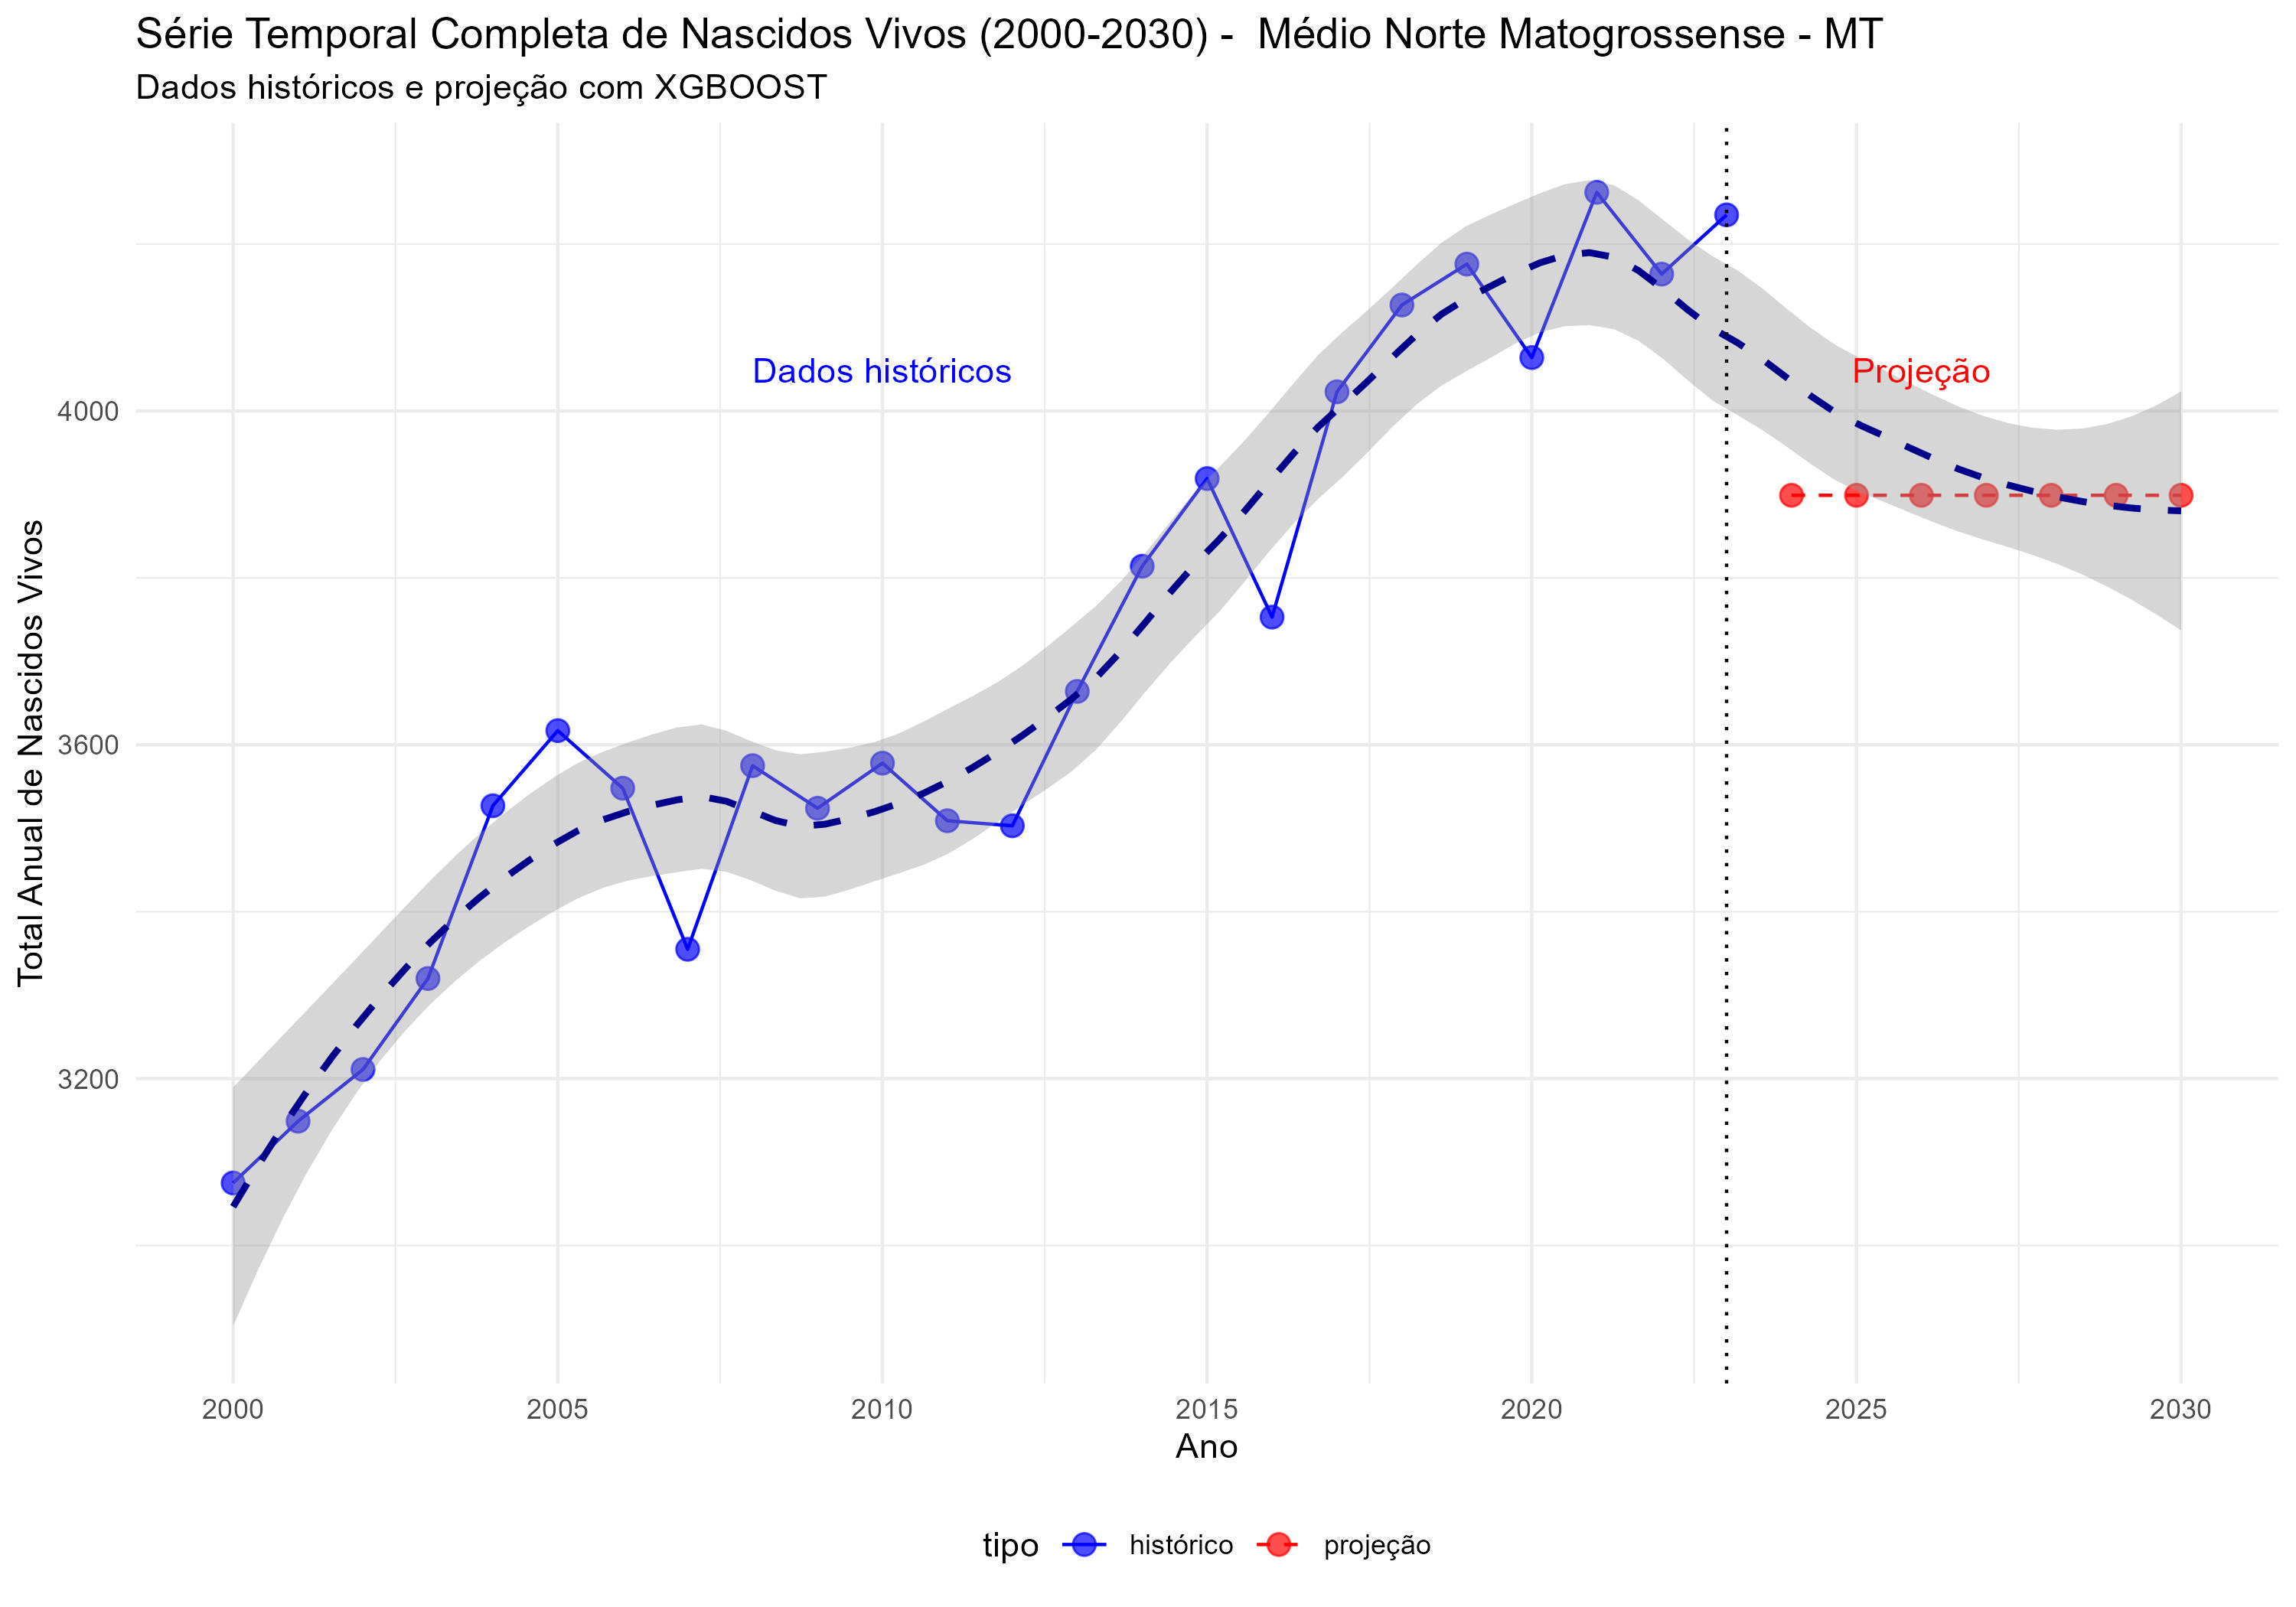 Série Temporal Completa de Nascidos Vivos (2000-2030) -  Médio Norte Matogrossense - MT
Dados históricos e projeção com XGBOOST
Total Anual de Nascidos Vivos
4000
3600
3200
Dados históricos
Projeção
2000 2005 2010 2015 2020 2025 2030
Ano
tipo histórico projeção